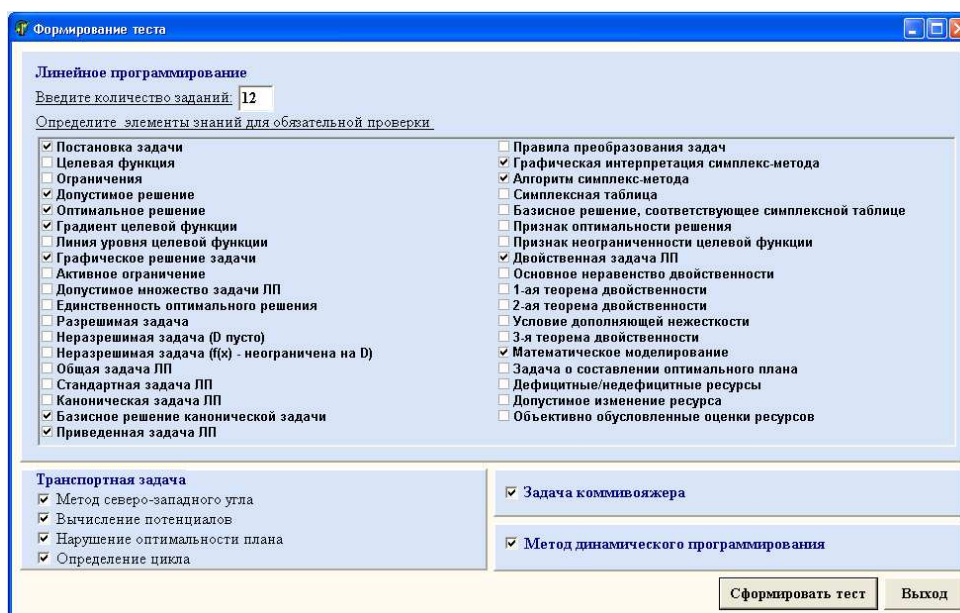 Формирование теста
Линейное программирование
Введите количество заданий: 12
Определите элементы знаний для обязательной проверки
Постановка задачи
Целевая функция
Ограничения
Допустимое решение
Оптимальное решение
Градиент целевой функции
Линия уровня целевой функции
Графическое решение задачи
Активное ограничение
Допустимое множество задачи ЛП
Единственность оптимального решения
Разрешимая задача
Неразрешимая задача (D пусто)
Неразрешимая задача (f(x) - неограничена на D)
Общая задача ЛП
Стандартная задача ЛП
Каноническая задача ЛП
Базисное решение канонической задачи
Приведенная задача ЛП
Правила преобразования задач
Графическая интерпретация симплекс-метода
Алгоритм симплекс-метода
Симплексная таблица
Базисное решение, соответствующее симплексной таблице
Признак оптимальности решения
Признак неограниченности целевой функции
Двойственная задача ЛП
Основное неравенство двойственности
1-ая теорема двойственности
2-ая теорема двойственности
Условие дополняющей нежесткости
3-я теорема двойственности
Математическое моделирование
Задача о составлении оптимального плана
Дефицитные/недефицитные ресурсы
Допустимое изменение ресурса
Объективно обусловленные оценки ресурсов
Транспортная задача
Метод северо-западного угла
Вычисление потенциалов
Нарушение оптимальности плана
Определение цикла
Задача коммивояжера
Метод динамического программирования
Сформировать тест
Выход